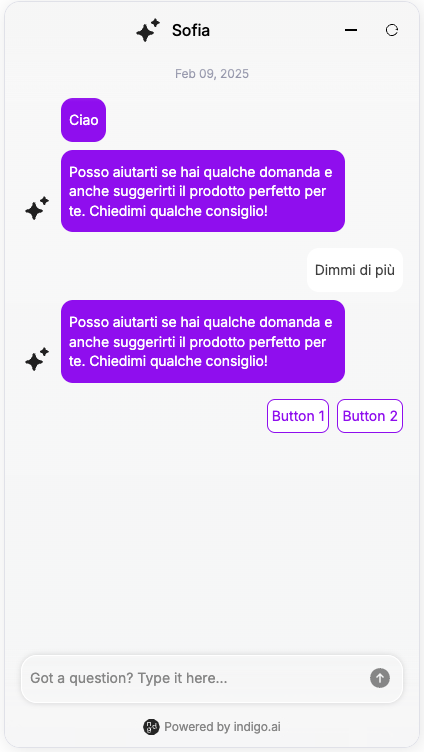 Sofia
Feb 09, 2025
Ciao
Posso aiutarti se hai qualche domanda e
anche suggerirti il prodotto perfetto per
te. Chiedimi qualche consiglio!
Dimmi di più
Posso aiutarti se hai qualche domanda e
anche suggerirti il prodotto perfetto per
te. Chiedimi qualche consiglio!
Button 1 Button 2
Got a question? Type it here...
Powered by indigo.ai